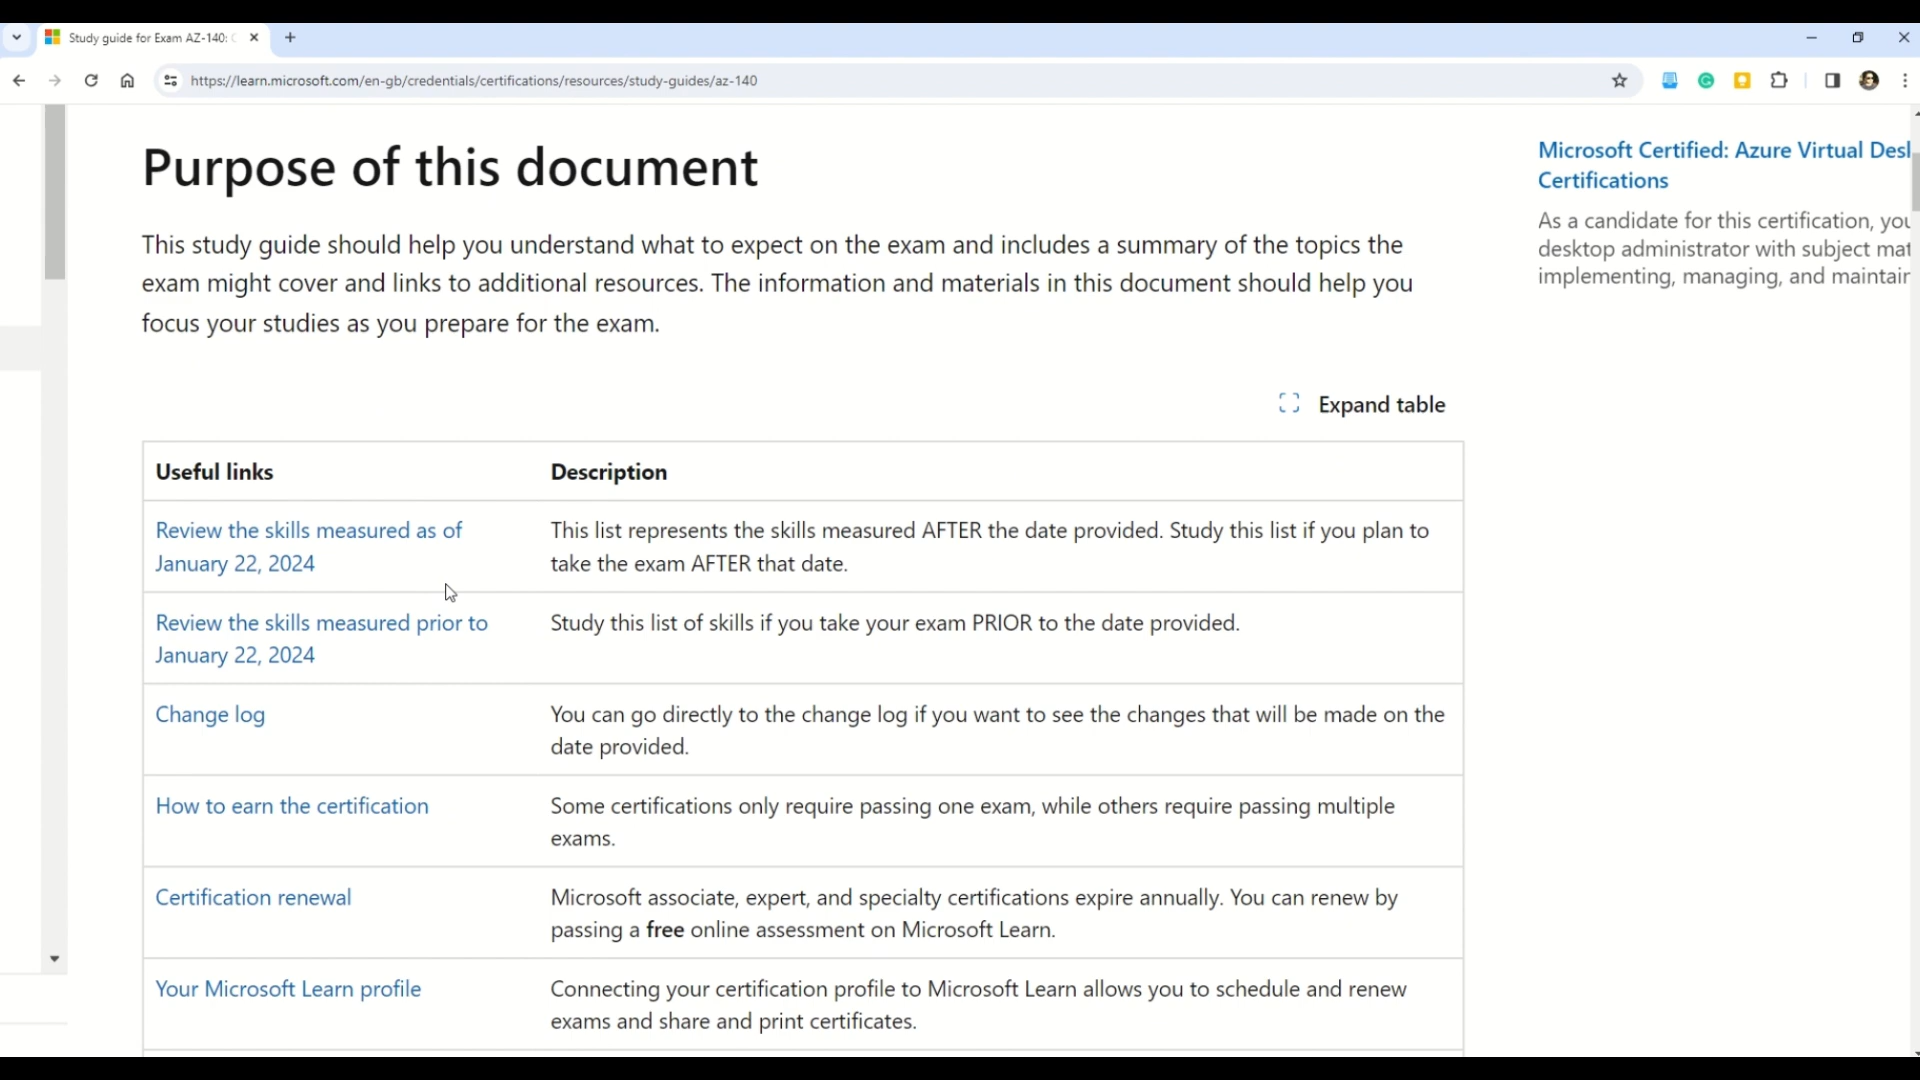 Study guide for Exam AZ-140:
https://learn.microsoft.com/en-gb/credentials/certifications/resources/study-guides/az-140
Purpose of this document
This study guide should help you understand what to expect on the exam and includes a summary of the topics the
exam might cover and links to additional resources. The information and materials in this document should help you
focus your studies as you prepare for the exam.
Microsoft Certified: Azure Virtual Des
Certifications
As a candidate for this certification, you
desktop administrator with subject mat
implementing, managing, and maintain
Expand table
Useful links Description
Review the skills measured as of
January 22, 2024
This list represents the skills measured AFTER the date provided. Study this list if you plan to
take the exam AFTER that date.
Review the skills measured prior to
January 22, 2024
Study this list of skills if you take your exam PRIOR to the date provided.
Change log
You can go directly to the change log if you want to see the changes that will be made on the
date provided.
How to earn the certification
Some certifications only require passing one exam, while others require passing multiple
exams.
Certification renewal
Microsoft associate, expert, and specialty certifications expire annually. You can renew by
passing a free online assessment on Microsoft Learn.
Your Microsoft Learn profile
Connecting your certification profile to Microsoft Learn allows you to schedule and renew
exams and share and print certificates.